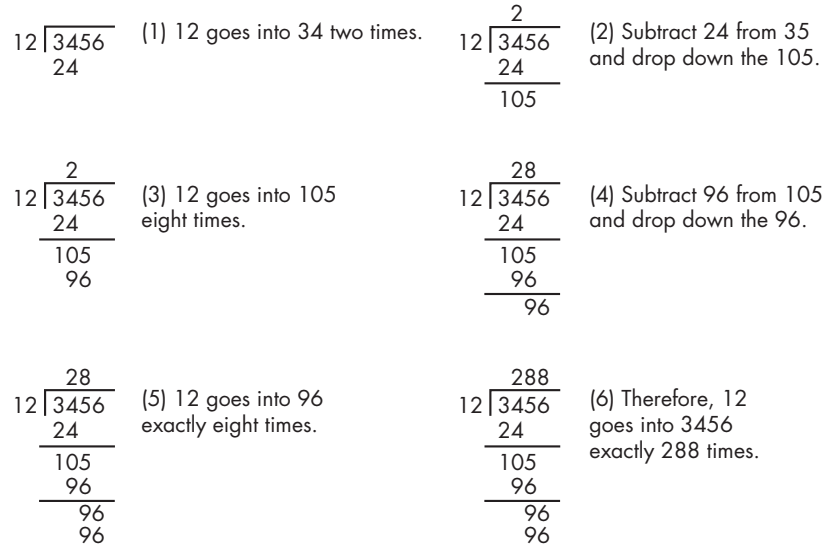 12 3456
24
(1) 12 goes into 34 two times.
2
12 3456
24
105
(2) Subtract 24 from 35
and drop down the 105.
2
12 3456
24
105
96
(3) 12 goes into 105
eight times.
28
12 3456
24
105
96
96
(4) Subtract 96 from 105
and drop down the 96.
28
12 3456
24
105
96
96
96
(5) 12 goes into 96
exactly eight times.
288
12 3456
24
105
96
96
96
(6) Therefore, 12
goes into 3456
exactly 288 times.